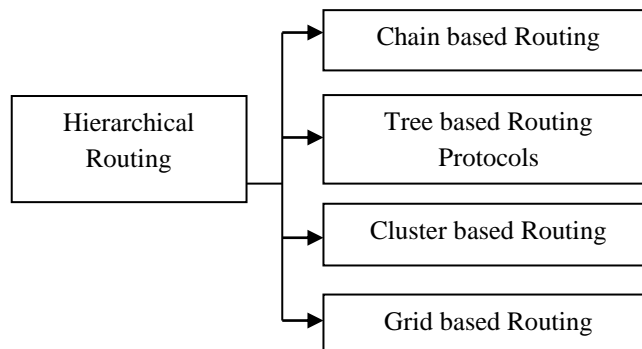 Chain based Routing
Hierarchical
Routing
Tree based Routing
Protocols
Cluster based Routing
Grid based Routing